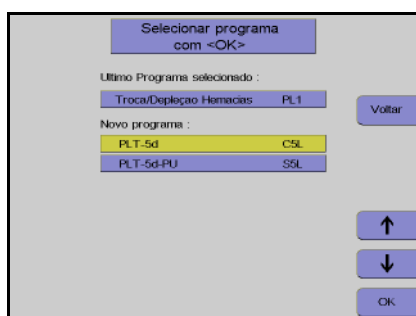 Selecionar programa
com <OK>
Ultimo Programa selecionado :
Troca/Depleçao Hemacias PL1
Voltar
Novo programa :
PLT-5d C5L
PLT-5d-PU S5L
↑
↓
OK